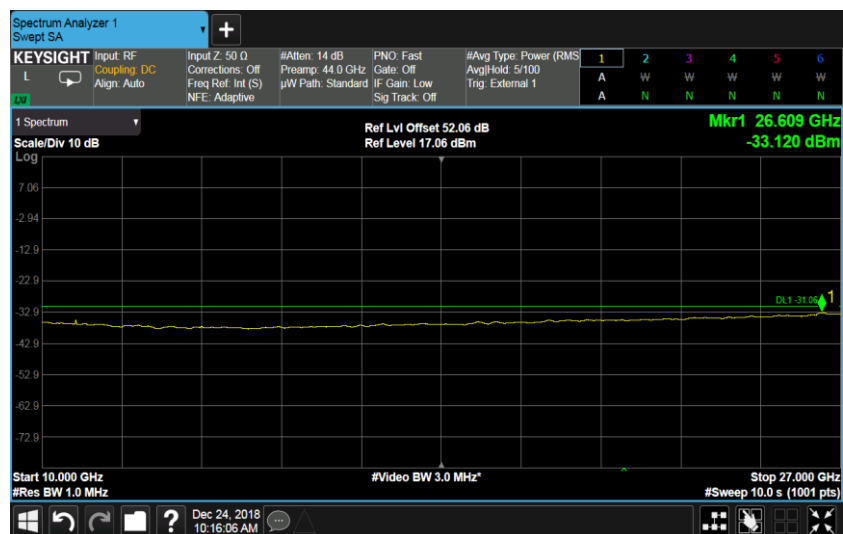 Spectrum Analyzer 1
Swept SA
KEYSIGHT
L
Input: RF
Coupling: DC
Align: Auto
Input Z: 50 Ω
Corrections: Off
Freq Ref: Int (S)
NFE: Adaptive
#Atten: 14 dB
Preamp: 44.0 GHz
µW Path: Standard
PNO: Fast
Gate: Off
IF Gain: Low
Sig Track: Off
#Avg Type: Power (RMS
Avg|Hold: 5/100
Trig: External 1
1 2 3 4 5 6
A W W W W W
A N N N N N
1 Spectrum
Scale/Div 10 dB
Ref Lvl Offset 52.06 dB
Ref Level 17.06 dBm
Mkr1 26.609 GHz
-33.120 dBm
Log
7.06
-2.94
-12.9
-22.9
DL1 -31.06
1
-32.9
-42.9
-52.9
-62.9
-72.9
Start 10.000 GHz
#Res BW 1.0 MHz
#Video BW 3.0 MHz*
Stop 27.000 GHz
#Sweep 10.0 s (1001 pts)
?
Dec 24, 2018
10:16:06 AM